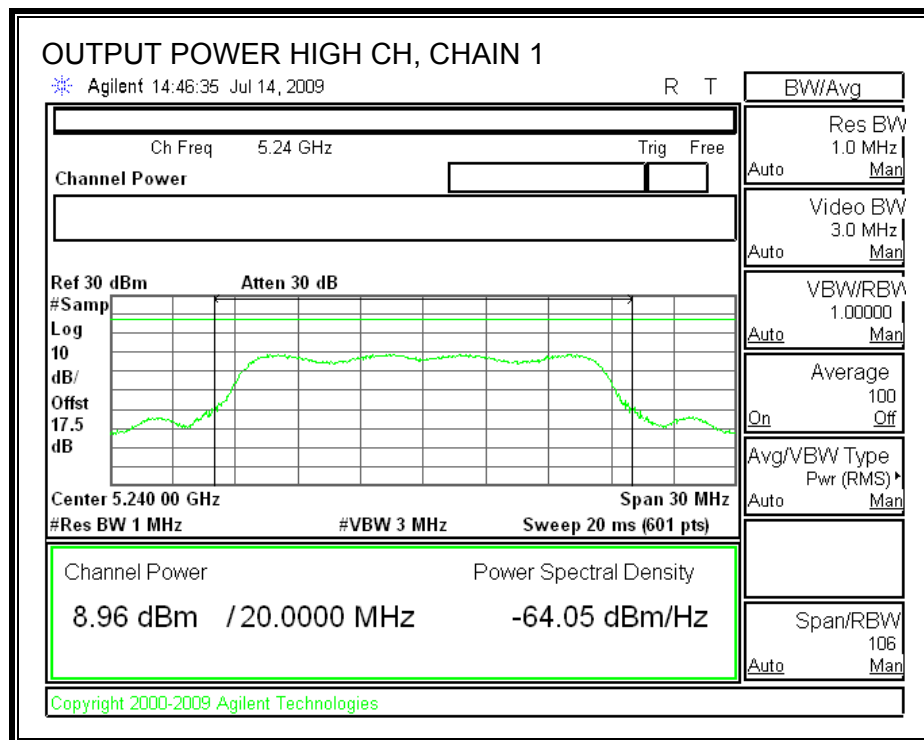 OUTPUT POWER HIGH CH, CHAIN 1
Agilent 14:46:35 Jul 14, 2009 R T
Ch Freq 5.24 GHz Trig Free
Channel Power
Ref 30 dBm Atten 30 dB
#Samp
Log
10
dB/
Offst
17.5
dB
Center 5.240 00 GHz Span 30 MHz
#Res BW 1 MHz #VBW 3 MHz Sweep 20 ms (601 pts)
Channel Power Power Spectral Density
8.96 dBm / 20.0000 MHz -64.05 dBm/Hz
Copyright 2000-2009 Agilent Technologies
BW/Avg
Res BW
1.0 MHz
Auto Man
Video BW
3.0 MHz
Auto Man
VBW/RBW
1.00000
Auto Man
Average
100
On Off
Avg/VBW Type
Pwr (RMS)
Auto Man
Span/RBW
106
Auto Man